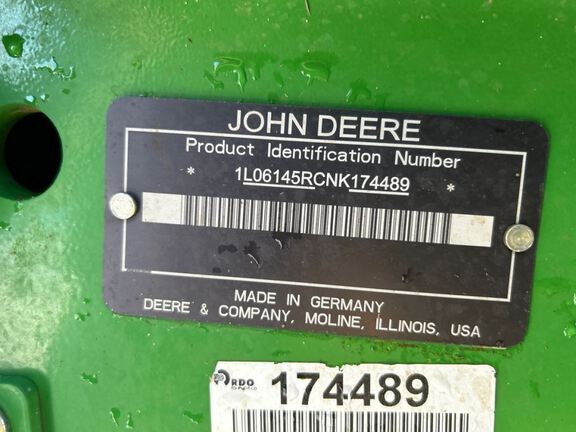 JOHN DEERE
Product Identification Number
* 1L06145RCNK174489 *
MADE IN GERMANY
DEERE & COMPANY, MOLINE, ILLINOIS, USA
RDO 174489